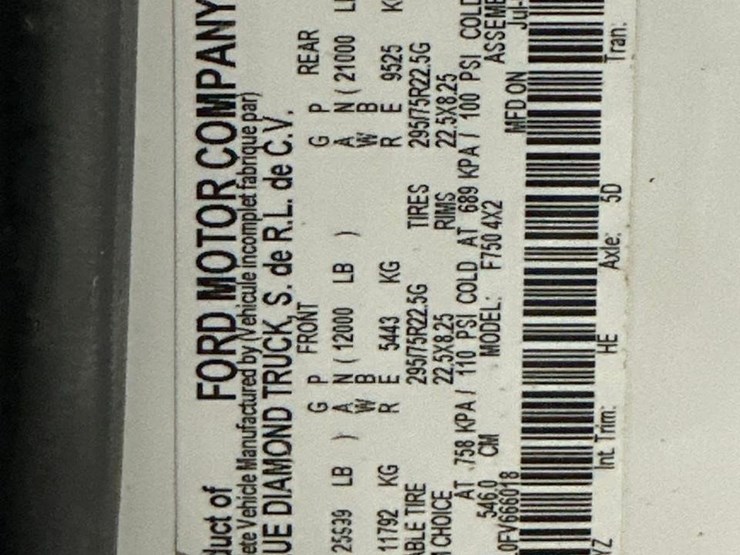 duct of FORD MOTOR COMPANY
ete Vehicle Manufactured by (Vehicule incomplet fabrique par)
UE DIAMOND TRUCK, S. de R.L. de C.V.
FRONT REAR
G P G P
25639 LB ) A N ( 12000 LB ) A N ( 21000
W B W B
11792 KG R E 5443 KG R E 9525
ABLE TIRE 295/75R22.5G TIRES 295/75R22.5G
CHOICE 22.5X8.25 RIMS 22.5X8.25
AT 758 KPA / 110 PSI COLD AT 689 KPA / 100 PSI COLD
546.0 CM MODEL: F750 4X2 ASSEMB
0FV666018 MFD ON Jul-
Z Int. Trim: HE Axle: 5D Tran: